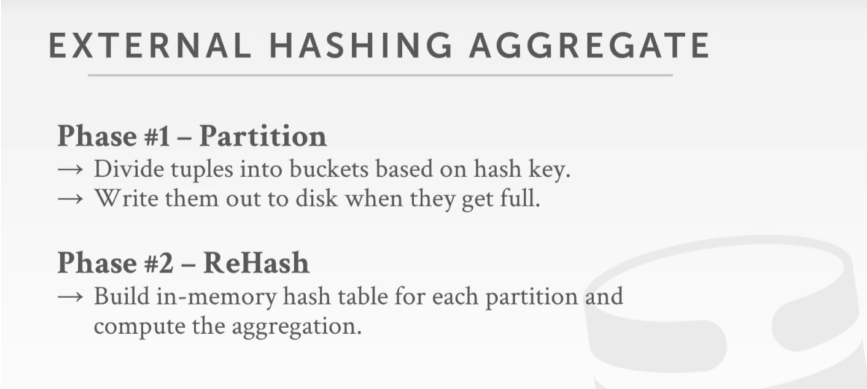 EXTERNAL HASHING AGGREGATE
Phase #1 – Partition
→ Divide tuples into buckets based on hash key.
→ Write them out to disk when they get full.
Phase #2 – ReHash
→ Build in-memory hash table for each partition and
compute the aggregation.